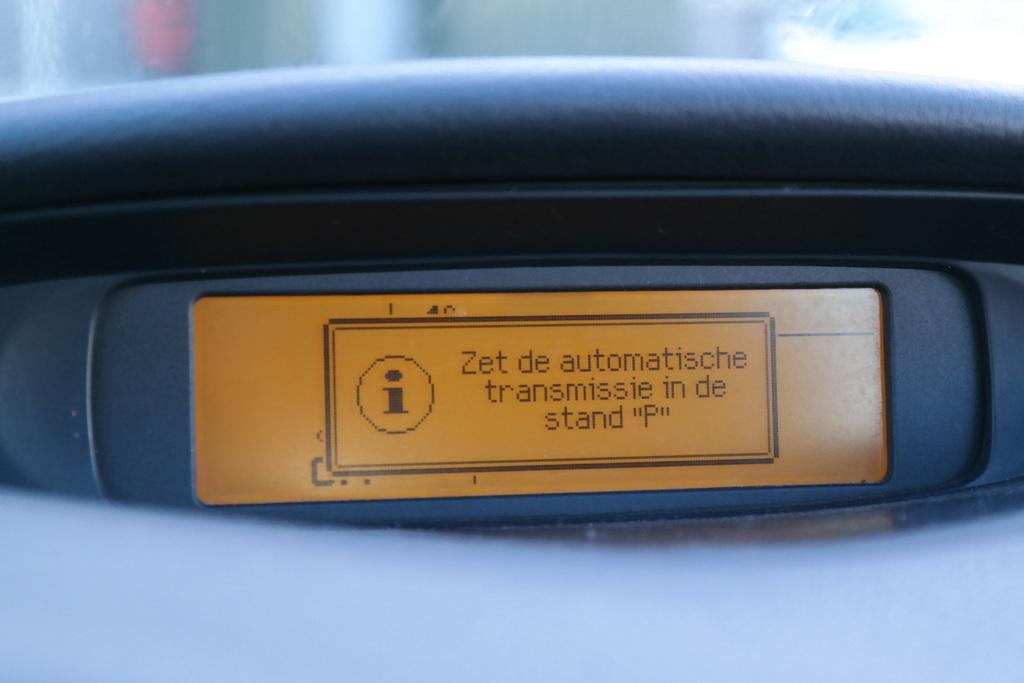 Zet de automatische
transmissie in de
stand "P"